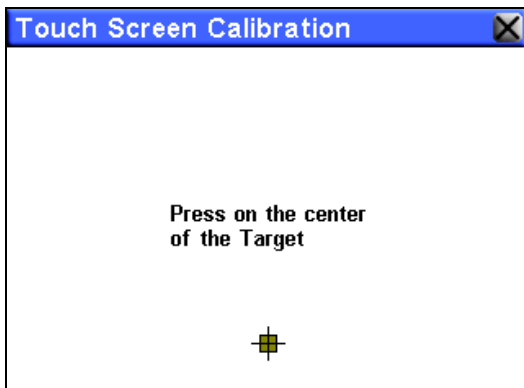 Touch Screen Calibration
Press on the center
of the Target